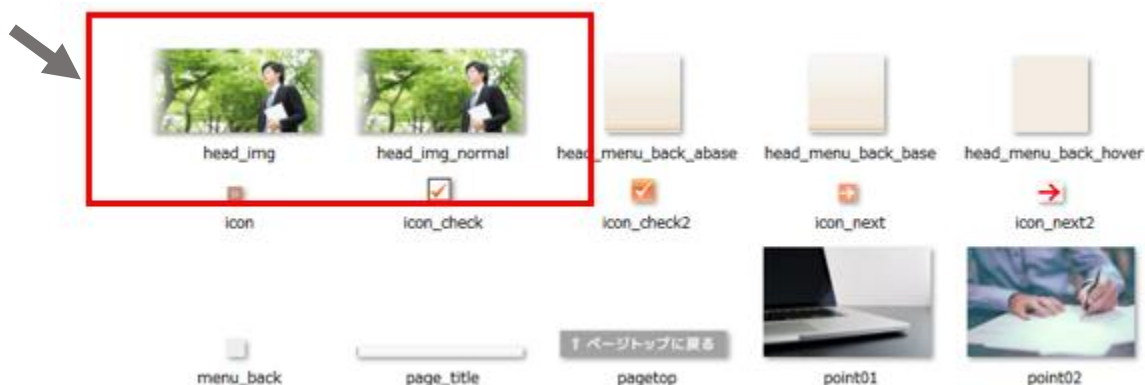 head_img
head_img_normal
head_menu_back_abase
head_menu_back_base
head_menu_back_hover
icon
icon_check
icon_check2
icon_next
icon_next2
↑ ページトップに戻る
menu_back
page_title
pagetop
point01
point02